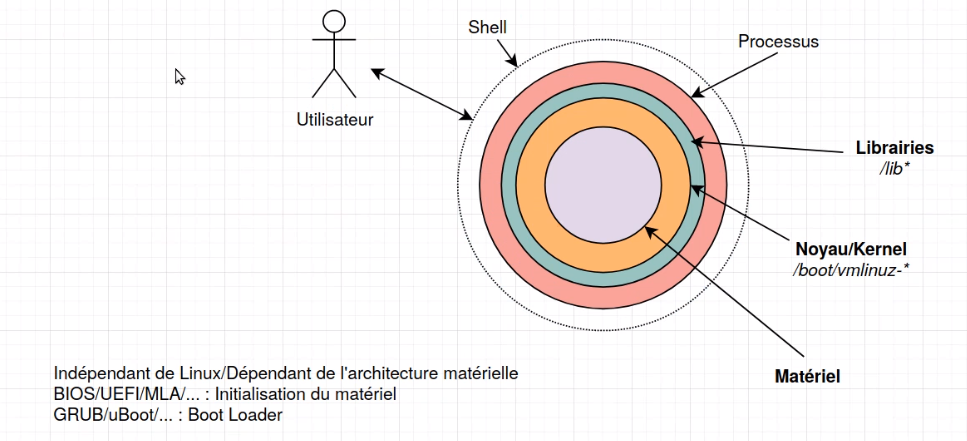 Shell
Processus
Utilisateur
Librairies
/lib*
Noyau/Kernel
/boot/vmlinuz-*
Matériel
Indépendant de Linux/Dépendant de l'architecture matérielle
BIOS/UEFI/MLA/... : Initialisation du matériel
GRUB/uBoot/... : Boot Loader